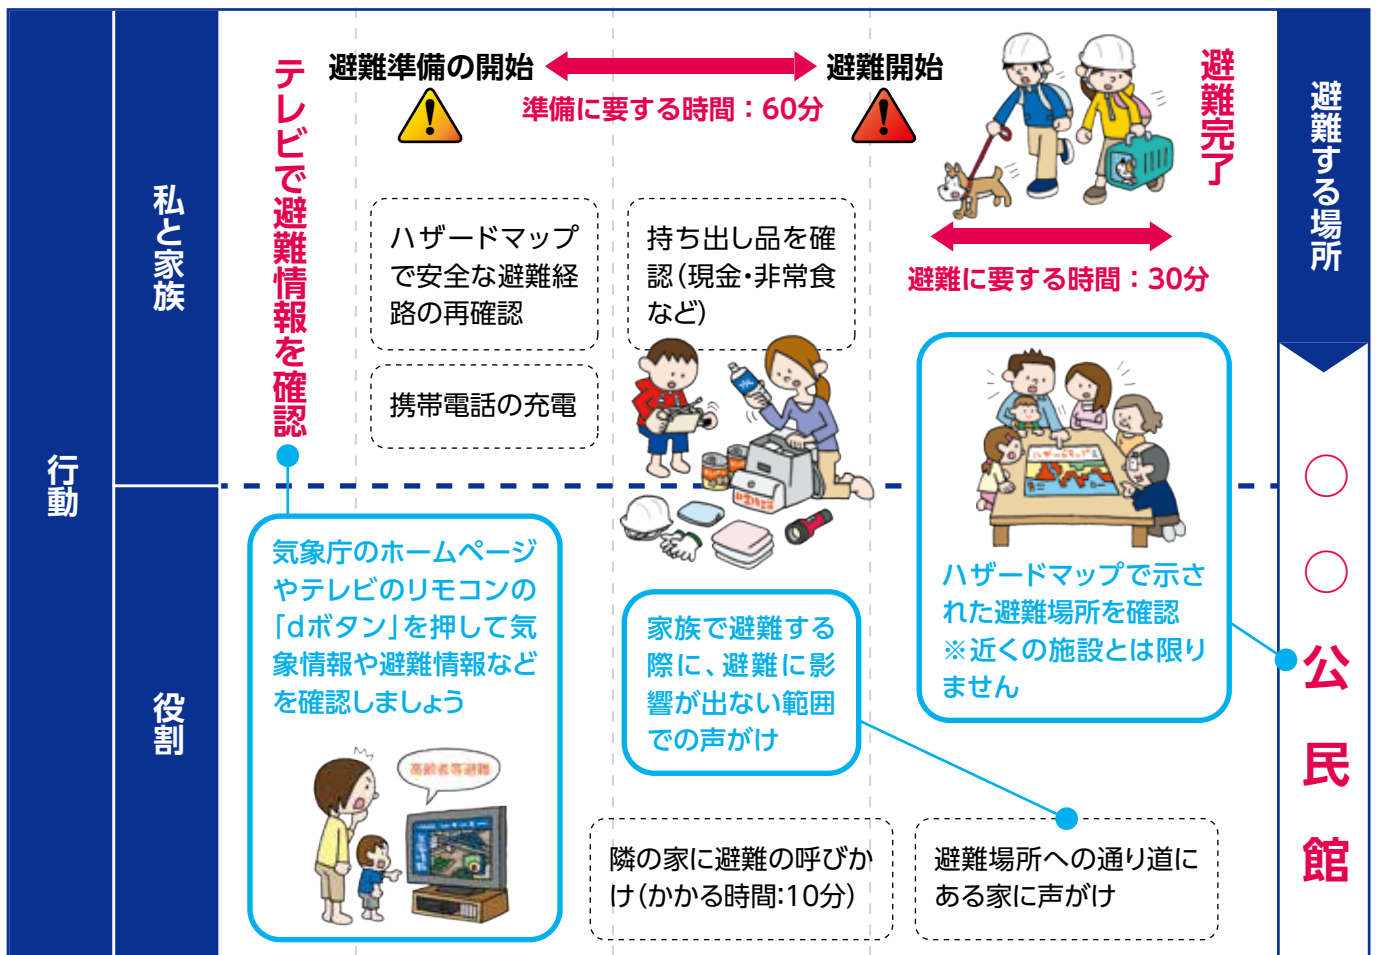 行動
私と家族
役割
テレビで避難情報を確認
避難準備の開始
準備に要する時間：60分
避難開始
避難完了
避難に要する時間：30分
ハザードマップ
で安全な避難経
路の再確認
携帯電話の充電
持ち出し品を確
認（現金・非常食
など）
ハザードマップ
ハザードマップで示さ
れた避難場所を確認
※近くの施設とは限り
ません
気象庁のホームページ
やテレビのリモコンの
「dボタン」を押して気
象情報や避難情報など
を確認しましょう
高齢者等避難
家族で避難する
際に、避難に影
響が出ない範囲
での声がけ
隣の家に避難の呼びか
け（かかる時間：10分）
避難場所への通り道に
ある家に声がけ
避難する場所
○○公民館